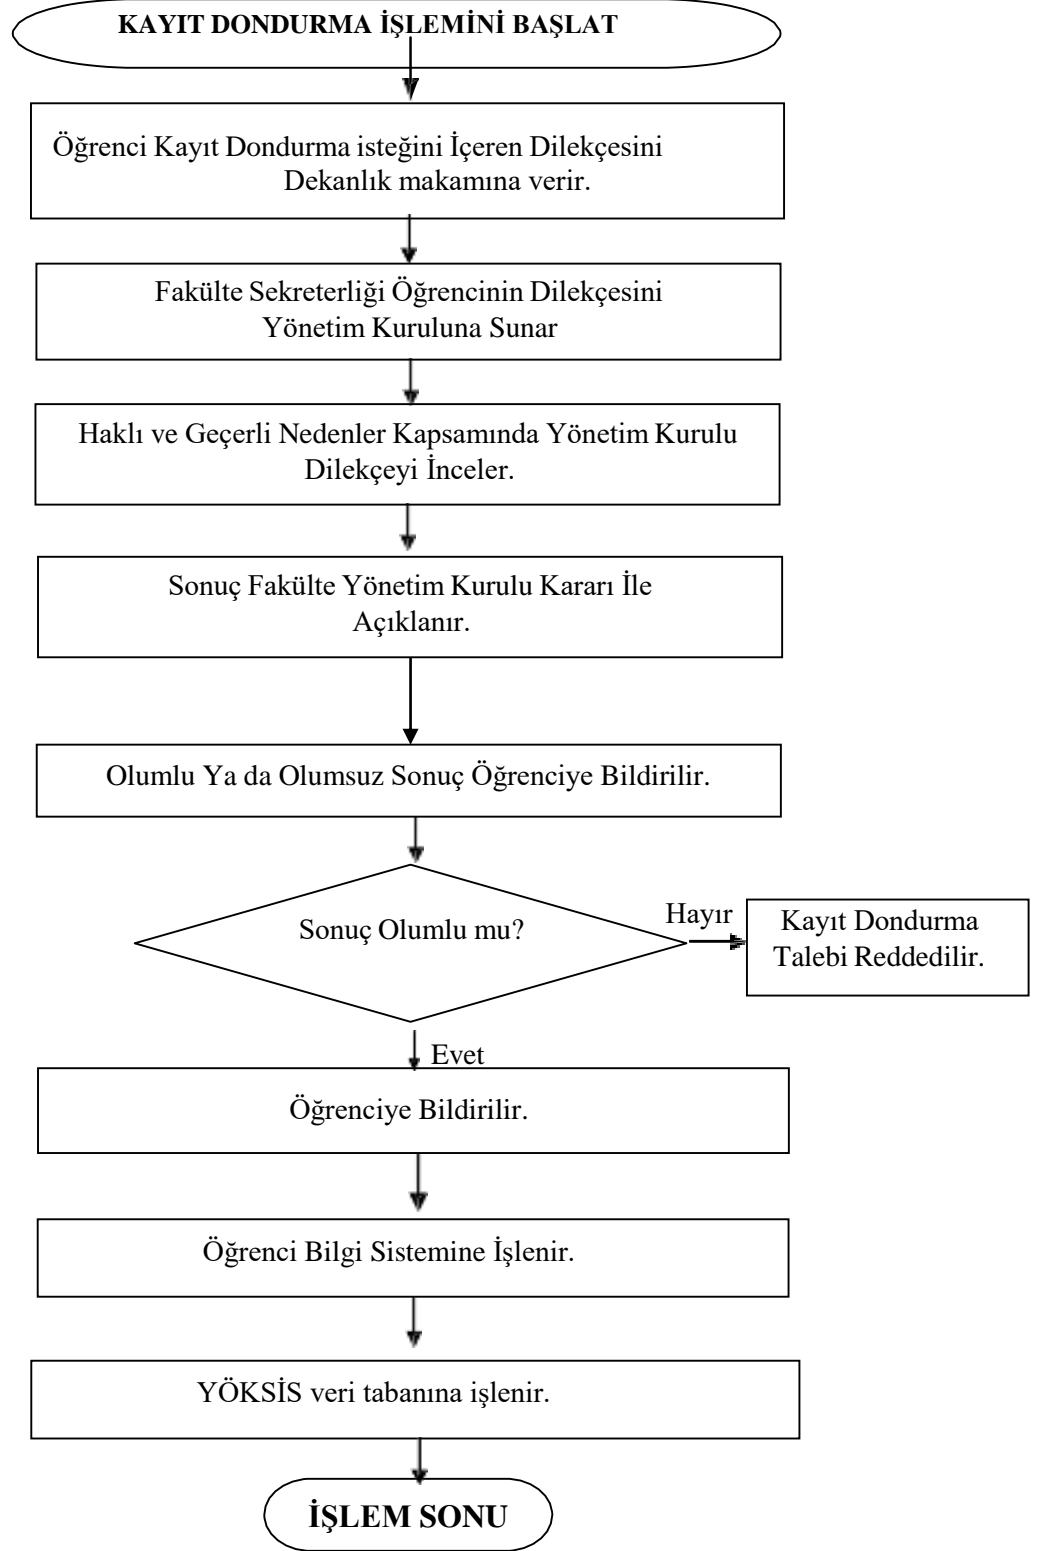 KAYIT DONDURMA İŞLEMİNİ BAŞLAT
Öğrenci Kayıt Dondurma isteğini İçeren Dilekçesini
Dekanlık makamına verir.
Fakülte Sekreterliği Öğrencinin Dilekçesini
Yönetim Kuruluna Sunar
Haklı ve Geçerli Nedenler Kapsamında Yönetim Kurulu
Dilekçeyi İnceler.
Sonuç Fakülte Yönetim Kurulu Kararı İle
Açıklanır.
Olumlu Ya da Olumsuz Sonuç Öğrenciye Bildirilir.
Sonuç Olumlu mu?
Hayır
Kayıt Dondurma
Talebi Reddedilir.
Evet
Öğrenciye Bildirilir.
Öğrenci Bilgi Sistemine İşlenir.
YÖKSİS veri tabanına işlenir.
İŞLEM SONU